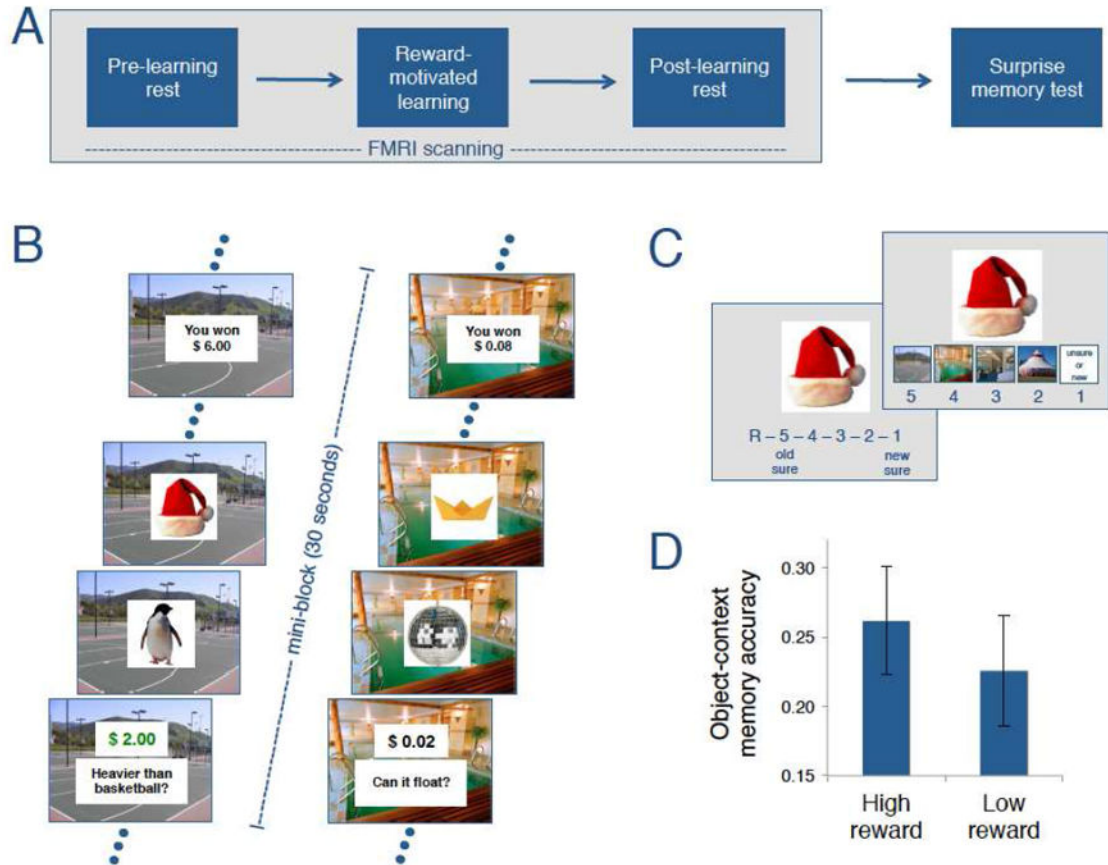 A
Pre-learning
rest
Reward-
motivated
learning
Post-learning
rest
Surprise
memory test
FMRI scanning
B
You won
$ 6.00
You won
$ 0.08
mini-block (30 seconds)
$ 2.00
Heavier than
basketball?
$ 0.02
Can it float?
C
R – 5 – 4 – 3 – 2 – 1
old
sure
new
sure
unsure
or
new
5 4 3 2 1
D
Object-context
memory accuracy
0.30
0.25
0.20
0.15
High
reward
Low
reward